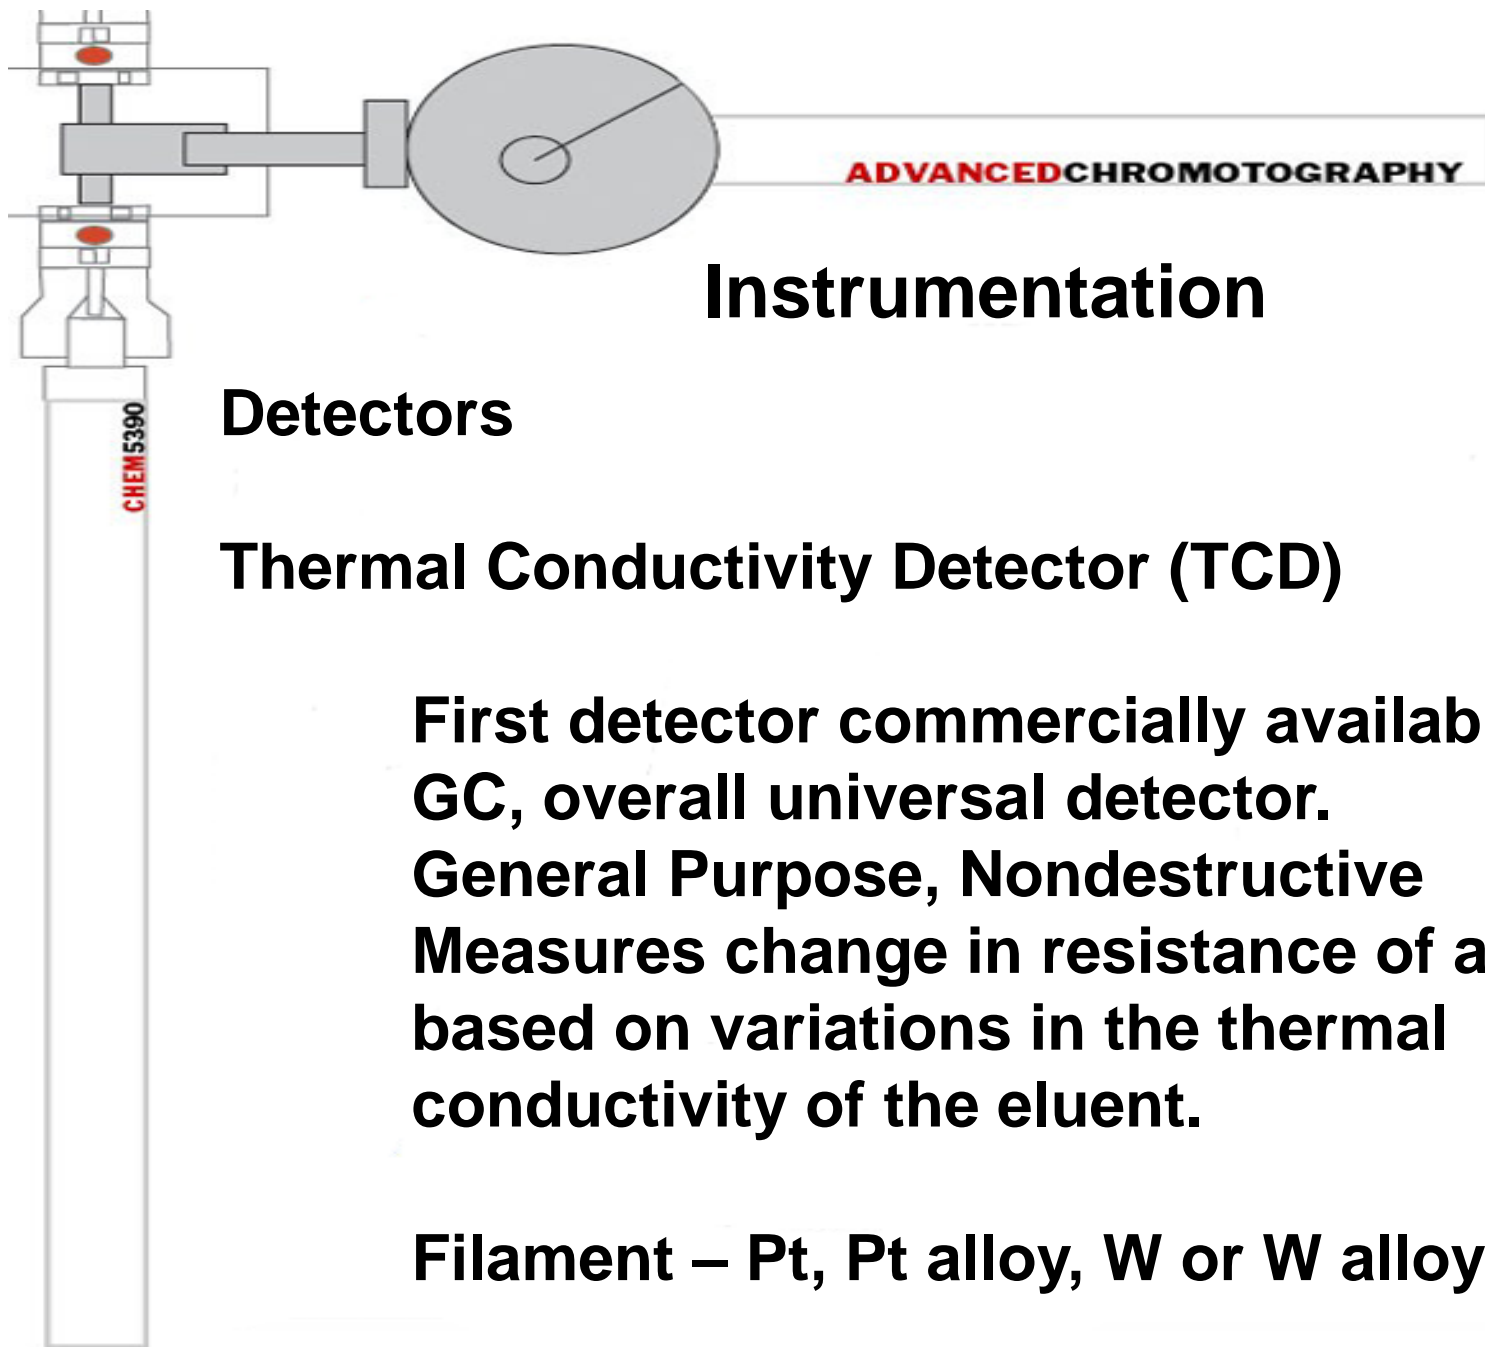 ADVANCEDCHROMOTOGRAPHY
Instrumentation
CHEM5390
Detectors
Thermal Conductivity Detector (TCD)
First detector commercially availab
GC, overall universal detector.
General Purpose, Nondestructive
Measures change in resistance of a
based on variations in the thermal
conductivity of the eluent.
Filament – Pt, Pt alloy, W or W alloy